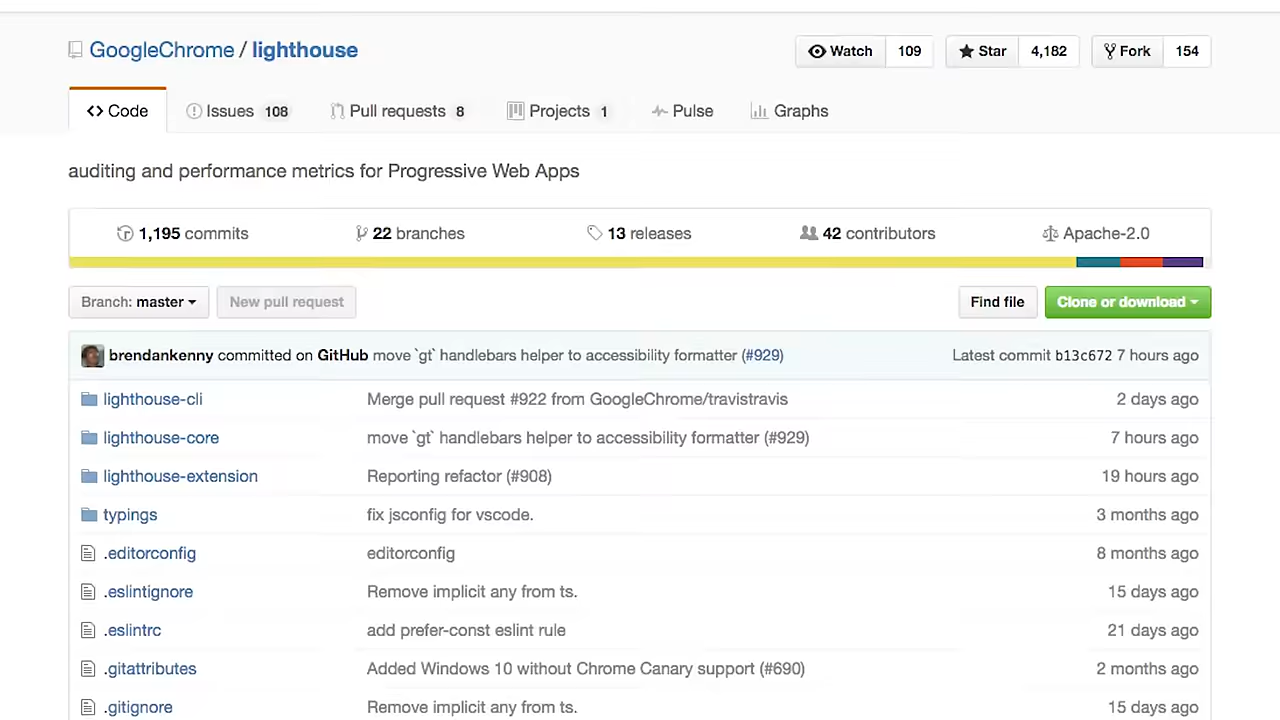 GoogleChrome / lighthouse
Watch 109 Star 4,182 Fork 154
Code Issues 108 Pull requests 8 Projects 1 Pulse Graphs
auditing and performance metrics for Progressive Web Apps
1,195 commits 22 branches 13 releases 42 contributors Apache-2.0
Branch: master New pull request Find file Clone or download
brendankenny committed on GitHub move `gt` handlebars helper to accessibility formatter (#929) Latest commit b13c672 7 hours ago
lighthouse-cli Merge pull request #922 from GoogleChrome/travistravis 2 days ago
lighthouse-core move `gt` handlebars helper to accessibility formatter (#929) 7 hours ago
lighthouse-extension Reporting refactor (#908) 19 hours ago
typings fix jsconfig for vscode. 3 months ago
.editorconfig editorconfig 8 months ago
.eslintignore Remove implicit any from ts. 15 days ago
.eslintrc add prefer-const eslint rule 21 days ago
.gitattributes Added Windows 10 without Chrome Canary support (#690) 2 months ago
.gitignore Remove implicit any from ts. 15 days ago